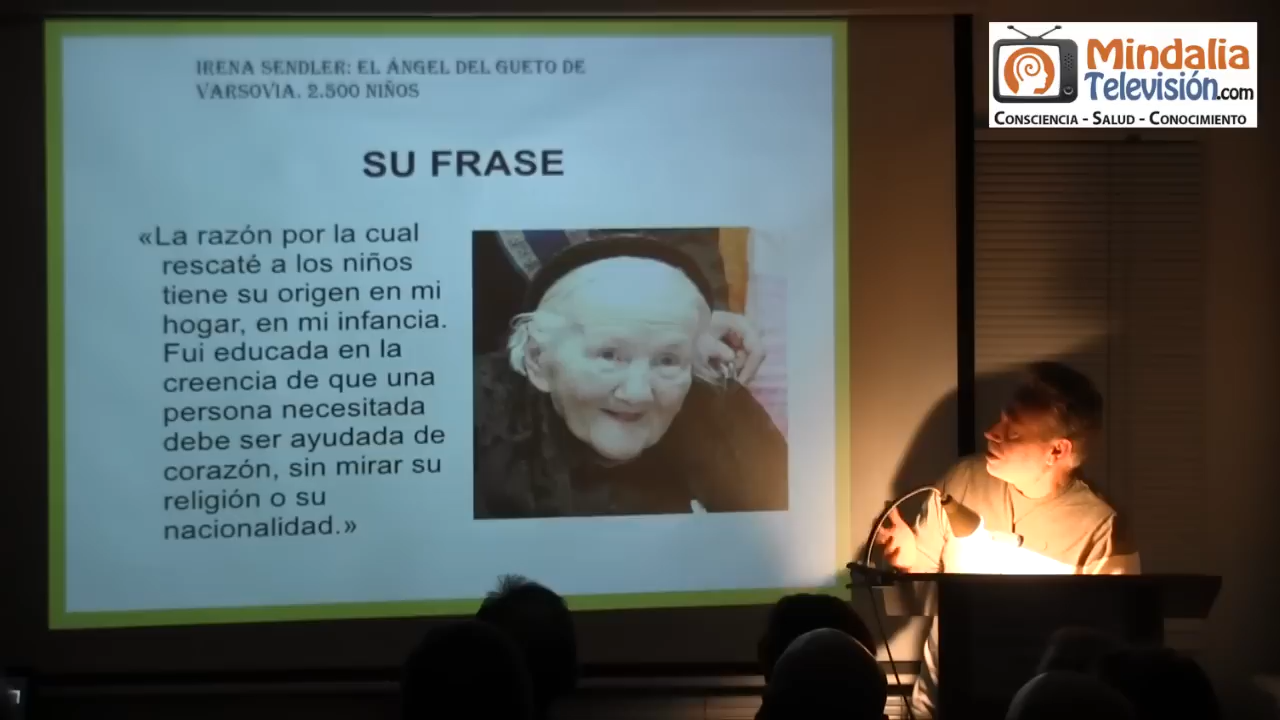 IRENA SENDLER: EL ÁNGEL DEL GUETO DE
VARSOVIA. 2.500 NIÑOS
SU FRASE
«La razón por la cual
rescaté a los niños
tiene su origen en mi
hogar, en mi infancia.
Fui educada en la
creencia de que una
persona necesitada
debe ser ayudada de
corazón, sin mirar su
religión o su
nacionalidad.»
Mindalia
Televisión.com
CONSCIENCIA - SALUD - CONOCIMIENTO